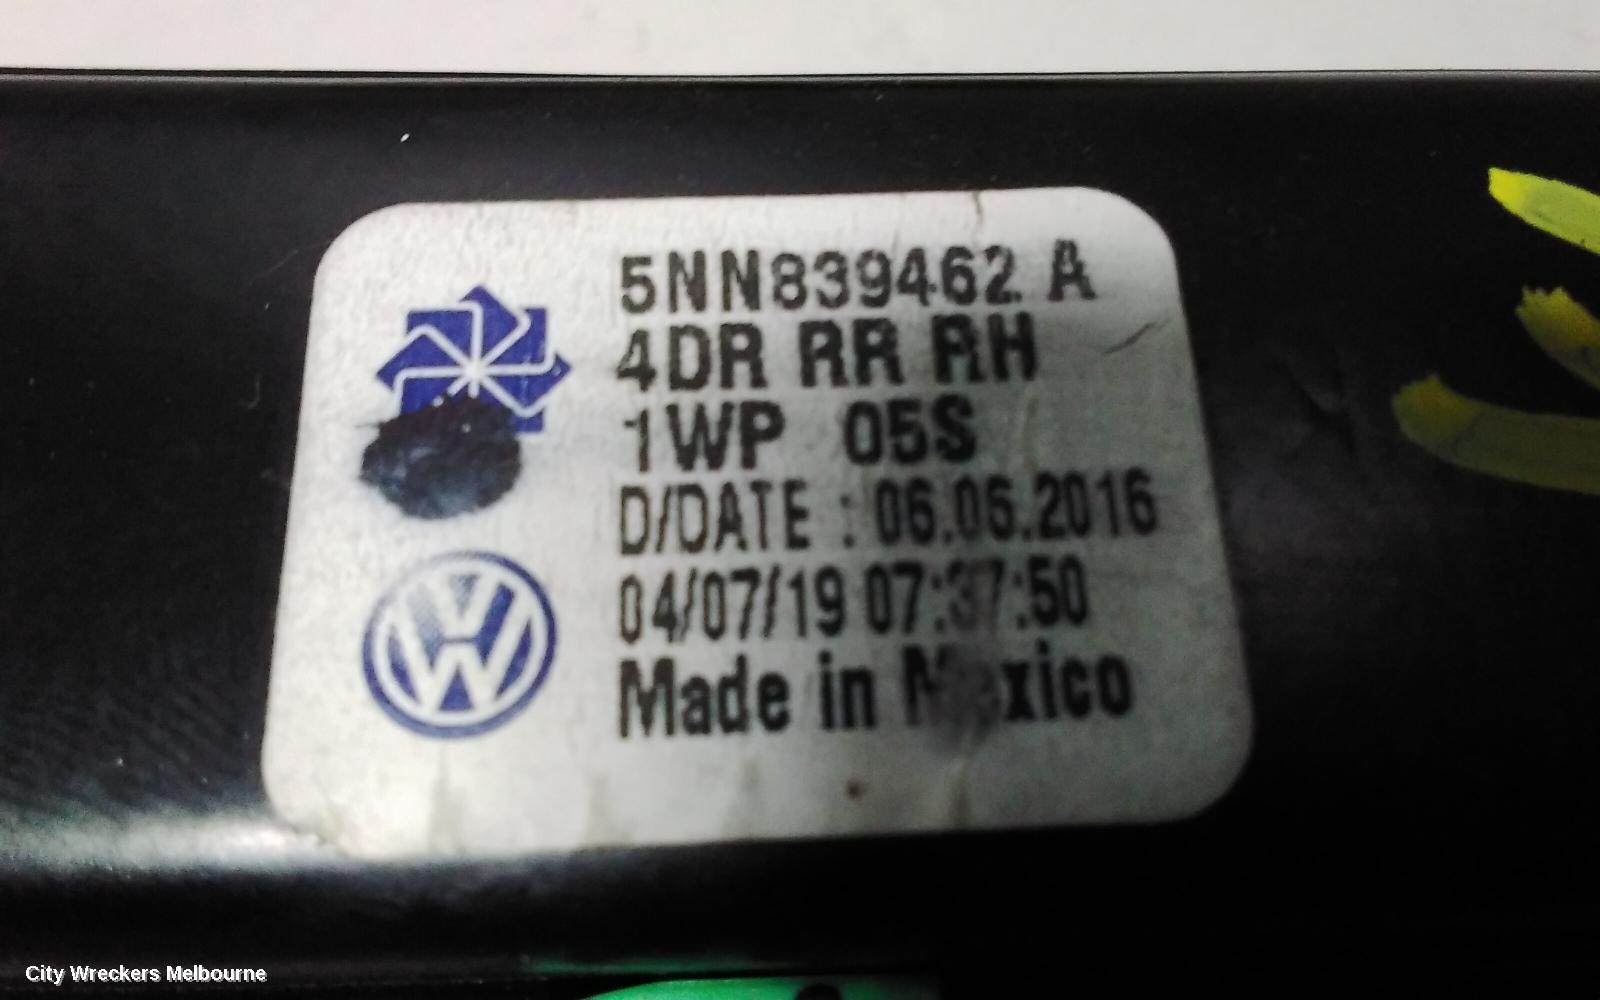 5NN839462 A
4DR RR RH
1WP 05S
D/DATE : 06.06.2016
04/07/19 07:37:50
Made in Mexico
City Wreckers Melbourne